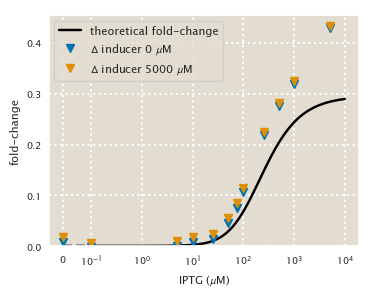 theoretical fold-change
Δ inducer 0 μM
Δ inducer 5000 μM
fold-change
0.4
0.3
0.2
0.1
0.0
0 10⁻¹ 10⁰ 10¹ 10² 10³ 10⁴
IPTG (μM)